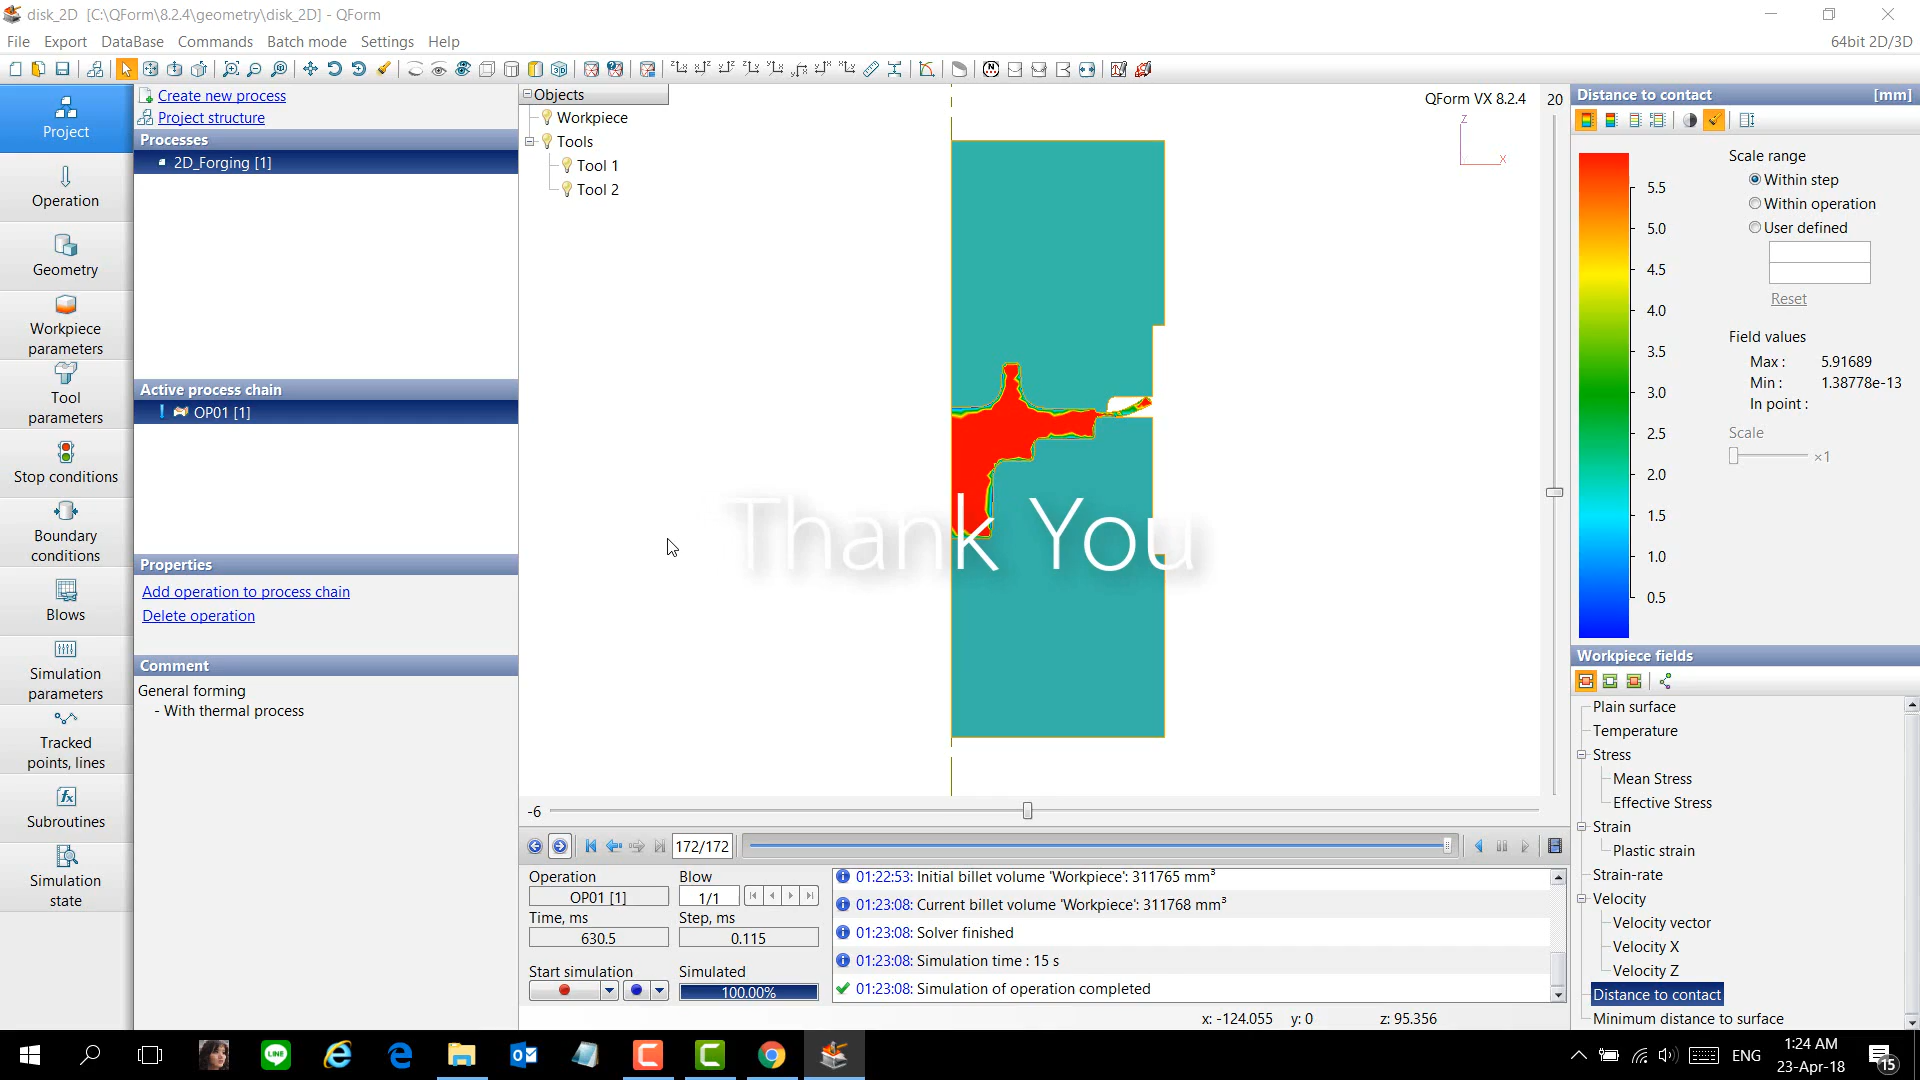 disk_2D [C:\QForm\8.2.4\geometry\disk_2D] - QForm
File Export DataBase Commands Batch mode Settings Help 64bit 2D/3D
Project
Operation
Geometry
Workpiece
parameters
Tool
parameters
Stop conditions
Boundary
conditions
Blows
Simulation
parameters
Tracked
points, lines
Subroutines
Simulation
state
Create new process
Project structure
Processes
2D_Forging [1]
Active process chain
OP01 [1]
Properties
Add operation to process chain
Delete operation
Comment
General forming
- With thermal process
Objects
Workpiece
Tools
Tool 1
Tool 2
QForm VX 8.2.4
20
Z
X
Thank You
-6
172/172
Operation
OP01 [1]
Blow
1/1
Time, ms
630.5
Step, ms
0.115
Start simulation
Simulated
100.00%
01:22:53: Initial billet volume 'Workpiece': 311765 mm³
01:23:08: Current billet volume 'Workpiece': 311768 mm³
01:23:08: Solver finished
01:23:08: Simulation time : 15 s
01:23:08: Simulation of operation completed
x: -124.055 y: 0 z: 95.356
Distance to contact [mm]
5.5
5.0
4.5
4.0
3.5
3.0
2.5
2.0
1.5
1.0
0.5
Scale range
Within step
Within operation
User defined
Reset
Field values
Max : 5.91689
Min : 1.38778e-13
In point :
Scale
×1
Workpiece fields
Plain surface
Temperature
Stress
Mean Stress
Effective Stress
Strain
Plastic strain
Strain-rate
Velocity
Velocity vector
Velocity X
Velocity Z
Distance to contact
Minimum distance to surface
ENG
1:24 AM
23-Apr-18
15